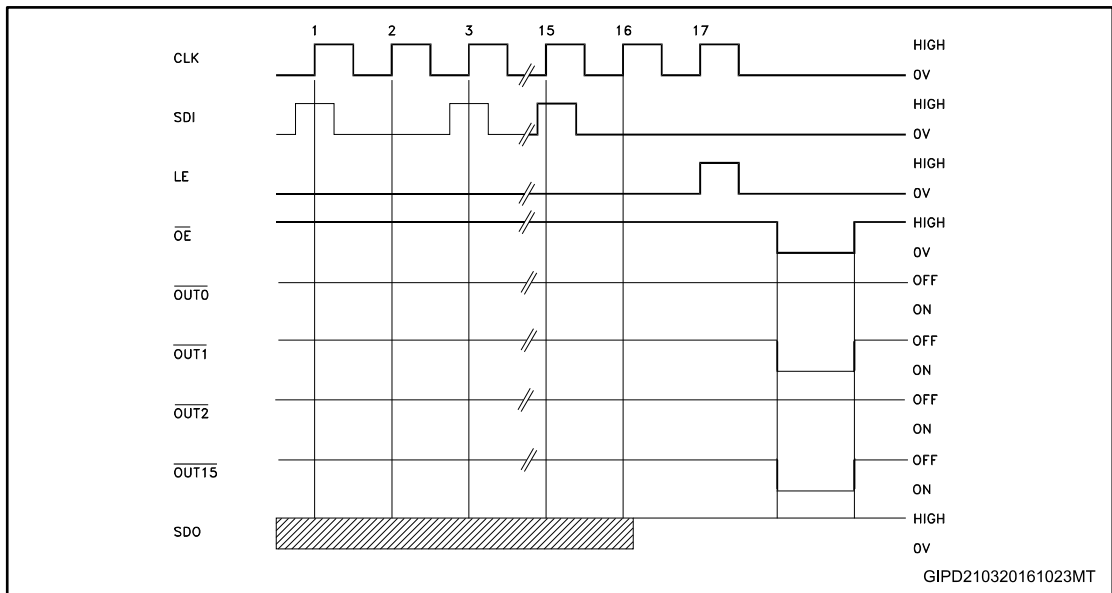 1 2 3 15 16 17
CLK HIGH
0V
SDI HIGH
0V
LE HIGH
0V
OE HIGH
0V
OUT0 OFF
ON
OUT1 OFF
ON
OUT2 OFF
ON
OUT15 OFF
ON
SDO HIGH
0V
GIPD210320161023MT